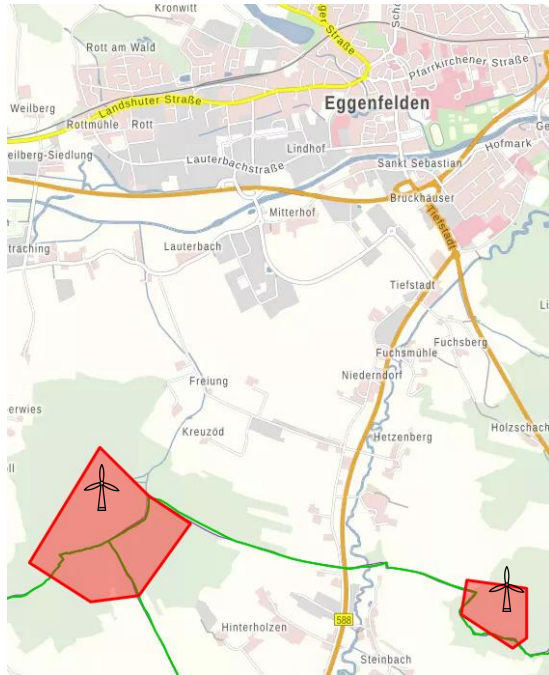 Kronwitt
Rott am Wald
Pfarrkirchener Straße
Landshuter Straße
Weilberg
Eggenfelden
Rottmühle
Rott
Lindhof
Hofmark
eilberg-Siedlung
Lauterbachstraße
Sankt Sebastian
Bruckhäuser
Mitterhof
Tiefstadt
traching
Lauterbach
Tiefstadt
Fuchsberg
Fuchsmühle
Niederndorf
Freiung
erwies
Kreuzöd
Holzschach
Hetzenberg
588
Hinterholzen
Steinbach